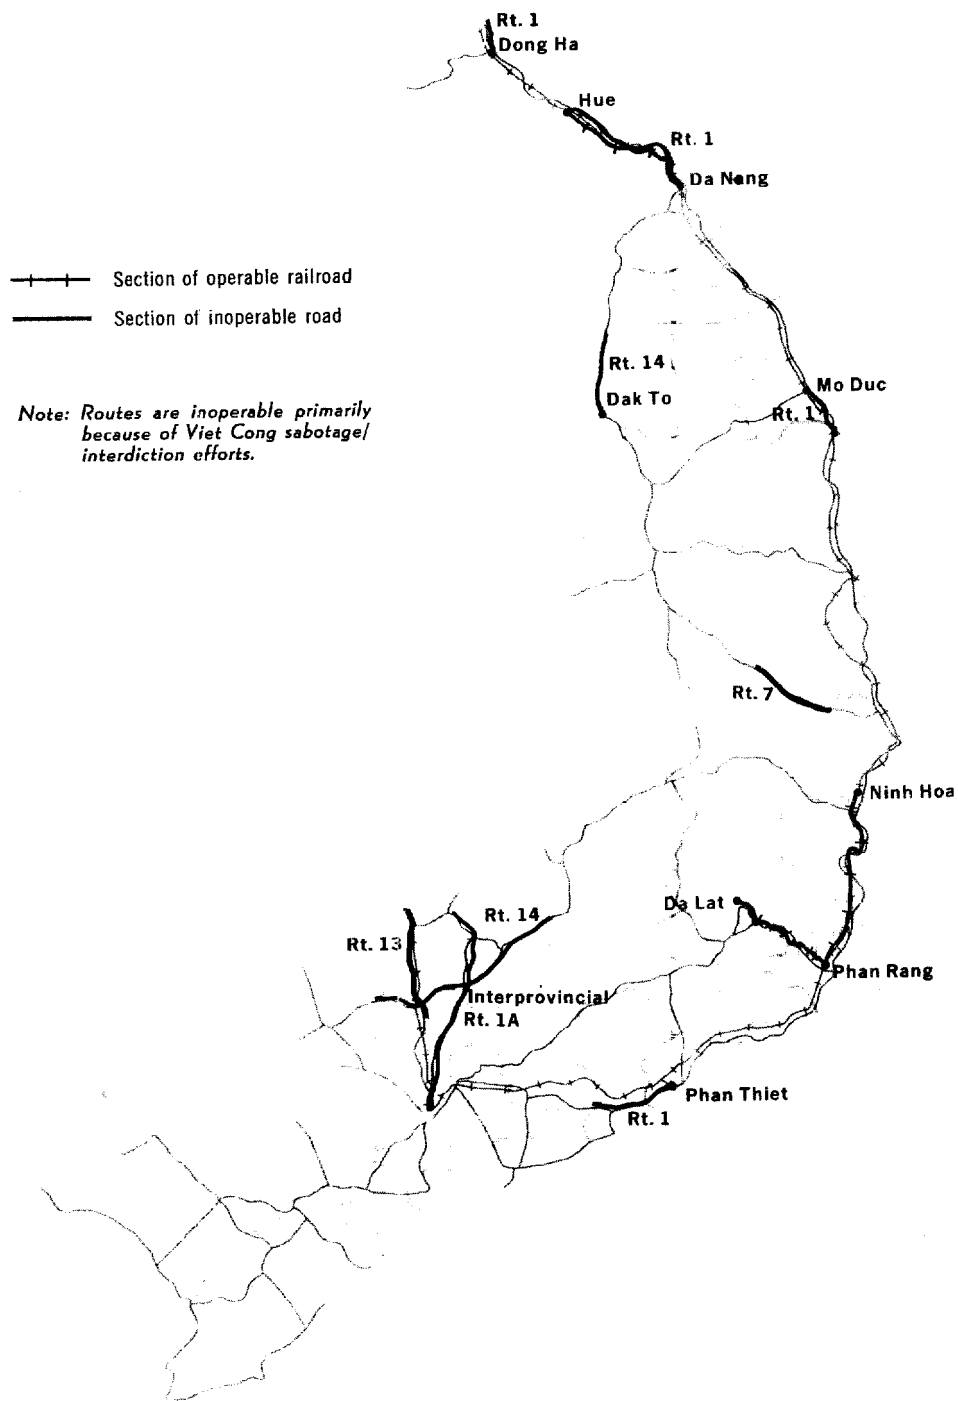 Rt. 1
Dong Ha
Hue
Rt. 1
Da Nang
Section of operable railroad
Section of inoperable road
Rt. 14
Mo Duc
Dak To
Rt. 1
Note: Routes are inoperable primarily
because of Viet Cong sabotage/
interdiction efforts.
Rt. 7
Ninh Hoa
Da Lat
Rt. 14
Rt. 13
Phan Rang
Interprovincial
Rt. 1A
Phan Thiet
Rt. 1